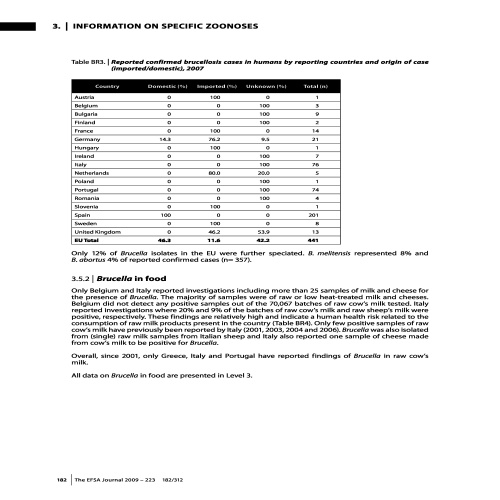 3. | INFORMATION ON SPECIFIC ZOONOSES
Table BR3. | Reported confirmed brucellosis cases in humans by reporting countries and origin of case
(imported/domestic), 2007
Country Domestic (%) Imported (%) Unknown (%) Total (n)
Austria 0 100 0 1
Belgium 0 0 100 3
Bulgaria 0 0 100 9
Finland 0 0 100 2
France 0 100 0 14
Germany 14.3 76.2 9.5 21
Hungary 0 100 0 1
Ireland 0 0 100 7
Italy 0 0 100 76
Netherlands 0 80.0 20.0 5
Poland 0 0 100 1
Portugal 0 0 100 74
Romania 0 0 100 4
Slovenia 0 100 0 1
Spain 100 0 0 201
Sweden 0 100 0 8
United Kingdom 0 46.2 53.9 13
EU Total 46.3 11.6 42.2 441
Only 12% of Brucella isolates in the EU were further speciated. B. melitensis represented 8% and
B. abortus 4% of reported confirmed cases (n= 357).
3.5.2 | Brucella in food
Only Belgium and Italy reported investigations including more than 25 samples of milk and cheese for
the presence of Brucella. The majority of samples were of raw or low heat-treated milk and cheeses.
Belgium did not detect any positive samples out of the 70,067 batches of raw cow's milk tested. Italy
reported investigations where 20% and 9% of the batches of raw cow's milk and raw sheep's milk were
positive, respectively. These findings are relatively high and indicate a human health risk related to the
consumption of raw milk products present in the country (Table BR4). Only few positive samples of raw
cow's milk have previously been reported by Italy (2001, 2003, 2004 and 2006). Brucella was also isolated
from (single) raw milk samples from Italian sheep and Italy also reported one sample of cheese made
from cow's milk to be positive for Brucella.
Overall, since 2001, only Greece, Italy and Portugal have reported findings of Brucella in raw cow's
milk.
All data on Brucella in food are presented in Level 3.
182 | The EFSA Journal 2009 – 223 182/312